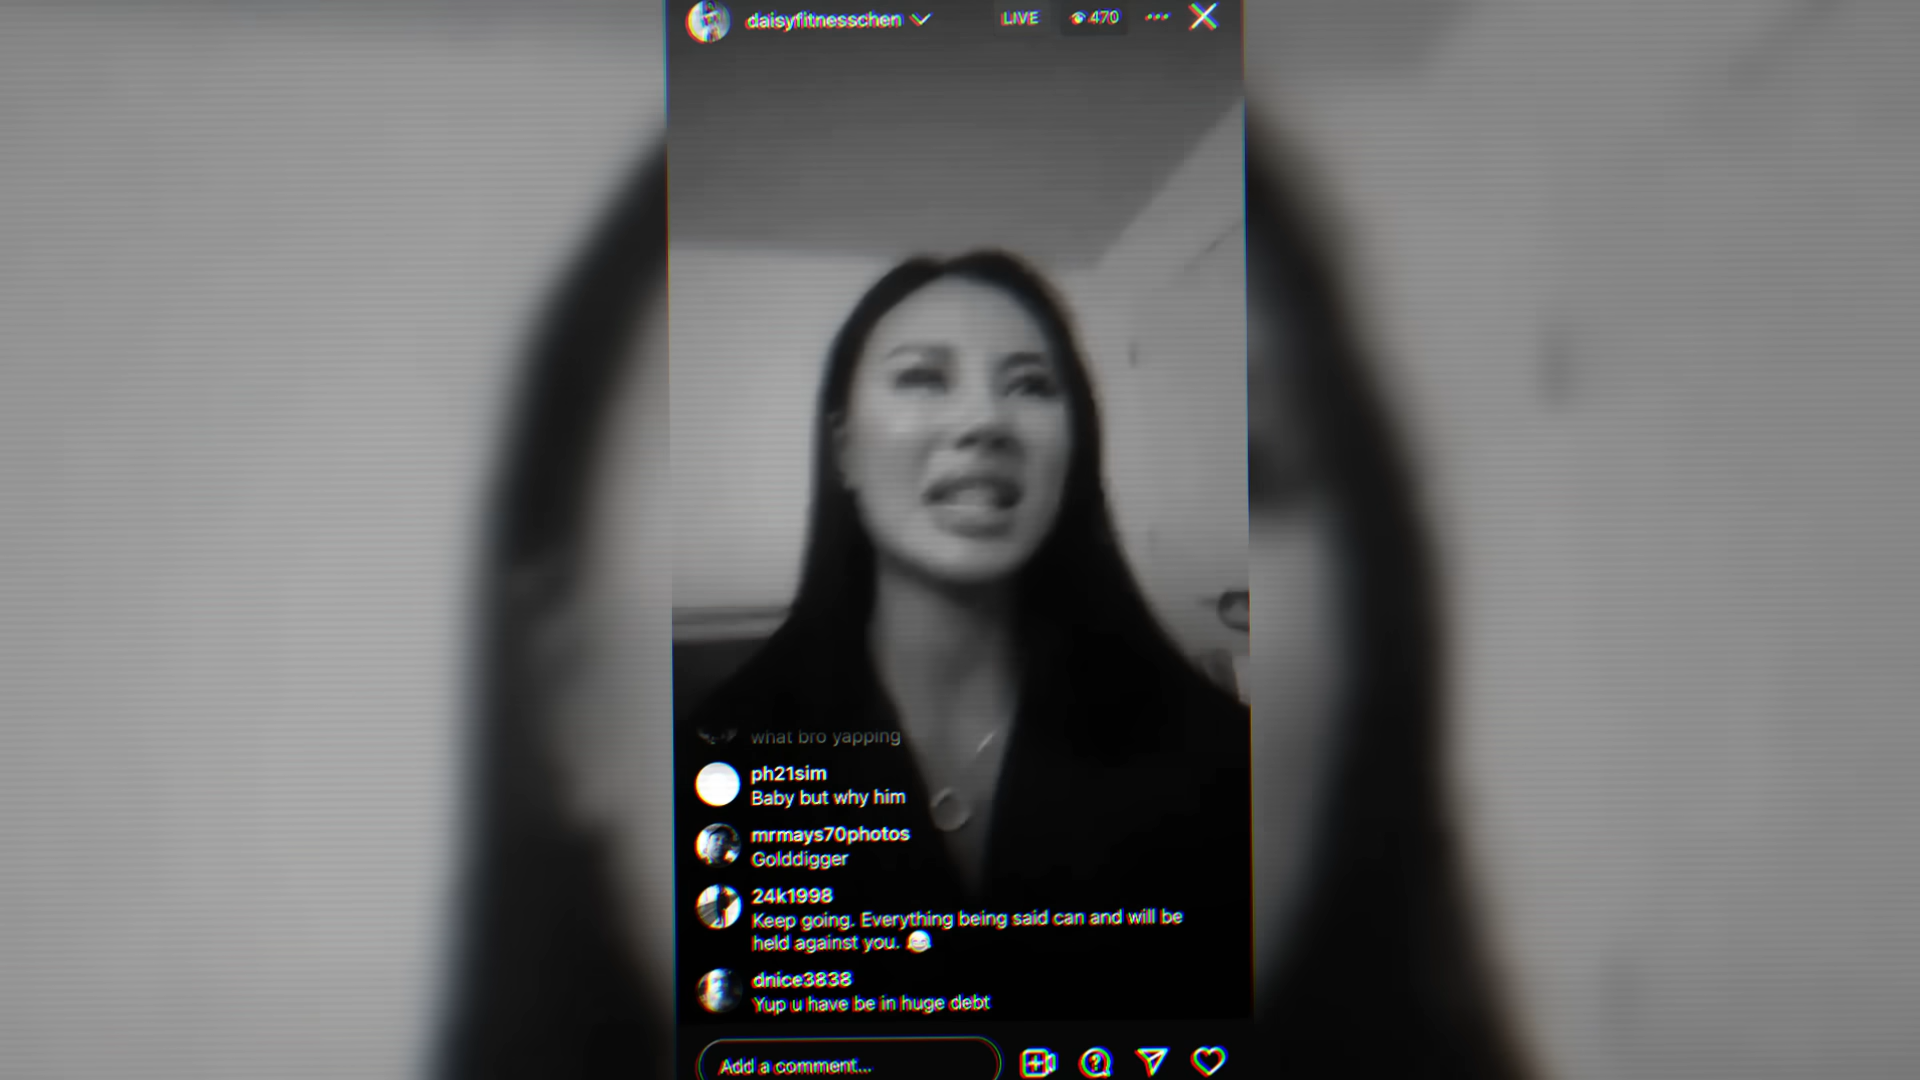 daisyfitnesschen
LIVE
470
what bro yapping
ph21sim
Baby but why him
mrmays70photos
Golddigger
24k1998
Keep going. Everything being said can and will be
held against you. 😂
dnice3838
Yup u have be in huge debt
Add a comment...